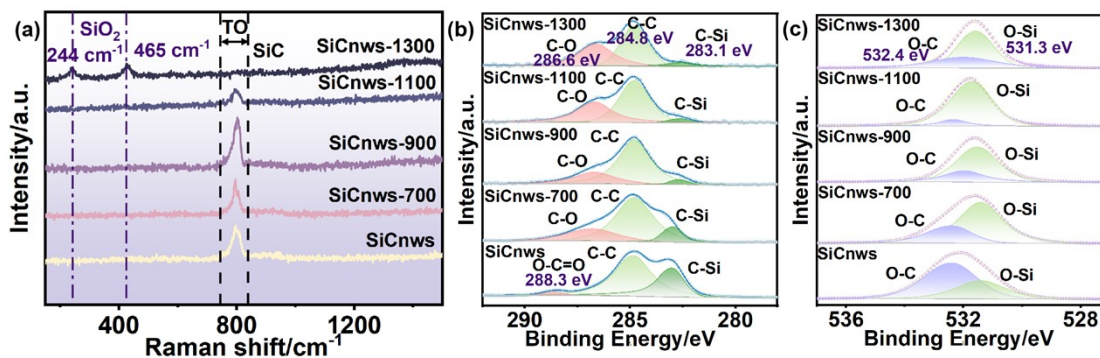 (a)
SiO2
TO
244 cm-1
465 cm-1
SiC
SiCnws-1300
SiCnws-1100
SiCnws-900
SiCnws-700
SiCnws
Intensity/a.u.
400
800
1200
Raman shift/cm-1
(b)
SiCnws-1300
C-C
284.8 eV
C-O
286.6 eV
C-Si
283.1 eV
SiCnws-1100
C-C
C-O
C-Si
SiCnws-900
C-C
C-O
C-Si
SiCnws-700
C-C
C-O
C-Si
SiCnws
C-C
O-C=O
288.3 eV
C-Si
Intensity/a.u.
292
288
284
280
Binding Energy/eV
(c)
SiCnws-1300
O-C
532.4 eV
O-Si
531.3 eV
SiCnws-1100
O-C
O-Si
SiCnws-900
O-C
O-Si
SiCnws-700
O-C
O-Si
SiCnws
O-C
O-Si
Intensity/a.u.
536
532
528
Binding Energy/eV